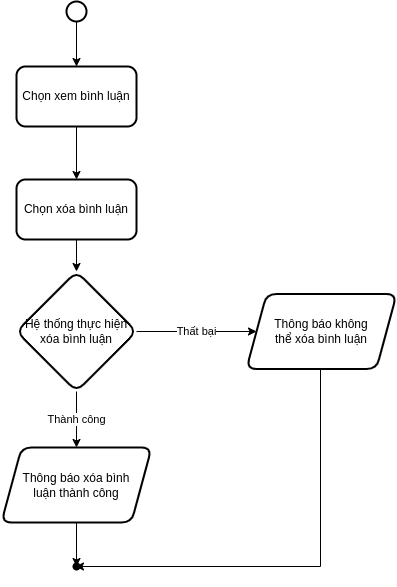 Chọn xem bình luận
Chọn xóa bình luận
Hệ thống thực hiện
xóa bình luận
Thất bại
Thông báo không
thể xóa bình luận
Thành công
Thông báo xóa bình
luận thành công